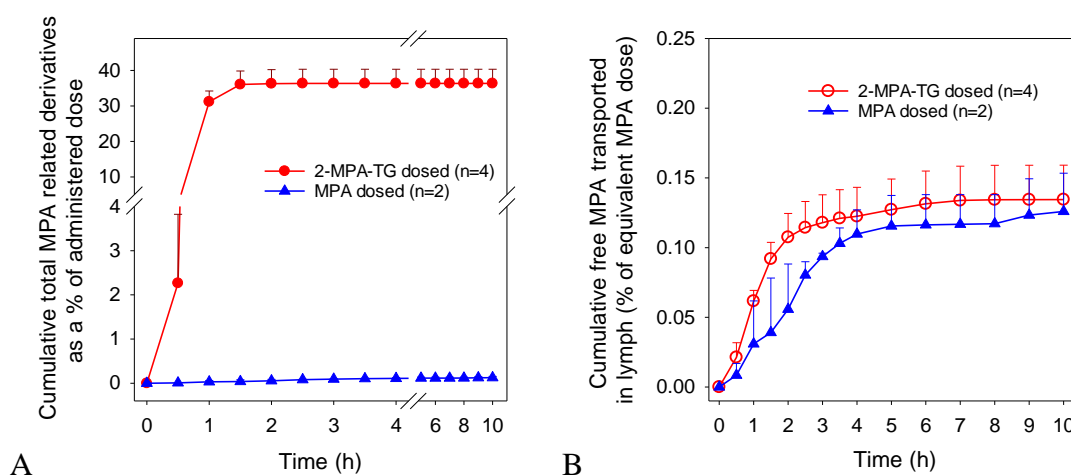 Cumulative total MPA related derivatives
as a % of administered dose
40
30
20
10
4
3
2
1
0
2-MPA-TG dosed (n=4)
MPA dosed (n=2)
0 1 2 3 4 6 8 10
Time (h)
A
Cumulative free MPA transported
in lymph (% of equivalent MPA dose)
0.25
0.20
0.15
0.10
0.05
0.00
2-MPA-TG dosed (n=4)
MPA dosed (n=2)
0 1 2 3 4 5 6 7 8 9 10
Time (h)
B